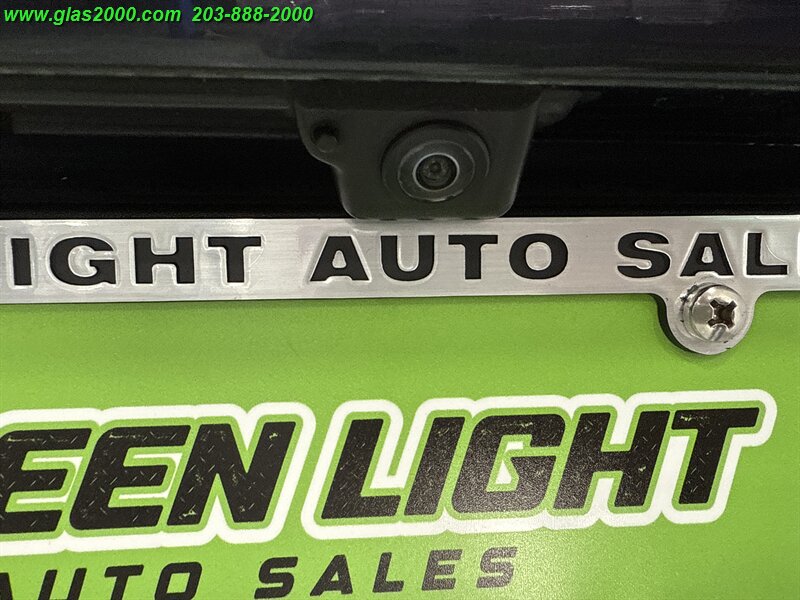 www.glas2000.com 203-888-2000
IGHT AUTO SAL
EEN LIGHT
AUTO SALES